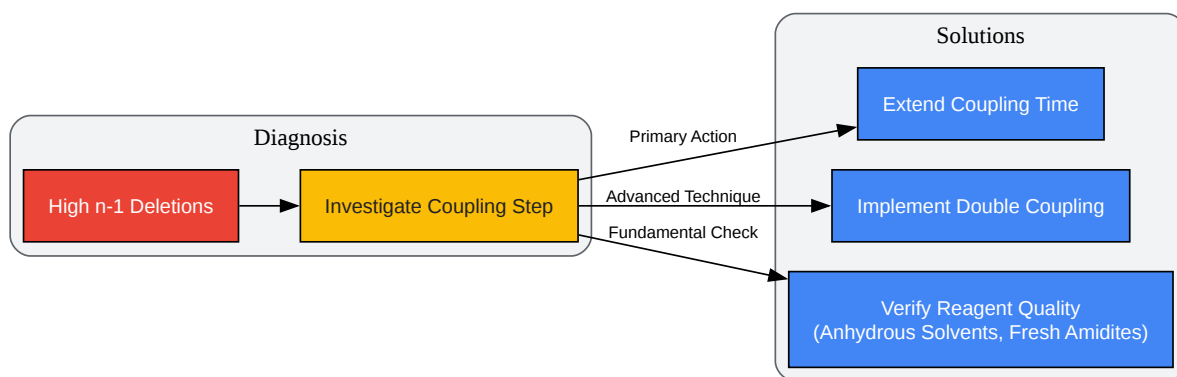 Diagnosis
High n-1 Deletions
Investigate Coupling Step
Primary Action
Advanced Technique
Fundamental Check
Solutions
Extend Coupling Time
Implement Double Coupling
Verify Reagent Quality
(Anhydrous Solvents, Fresh Amidites)